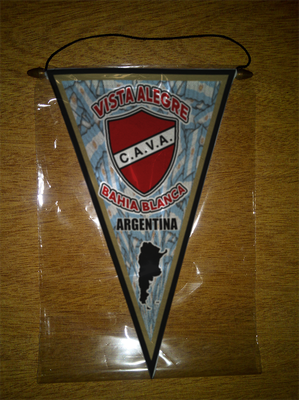 VISTA ALEGRE
C.A.V.A.
BAHIA BLANCA
ARGENTINA